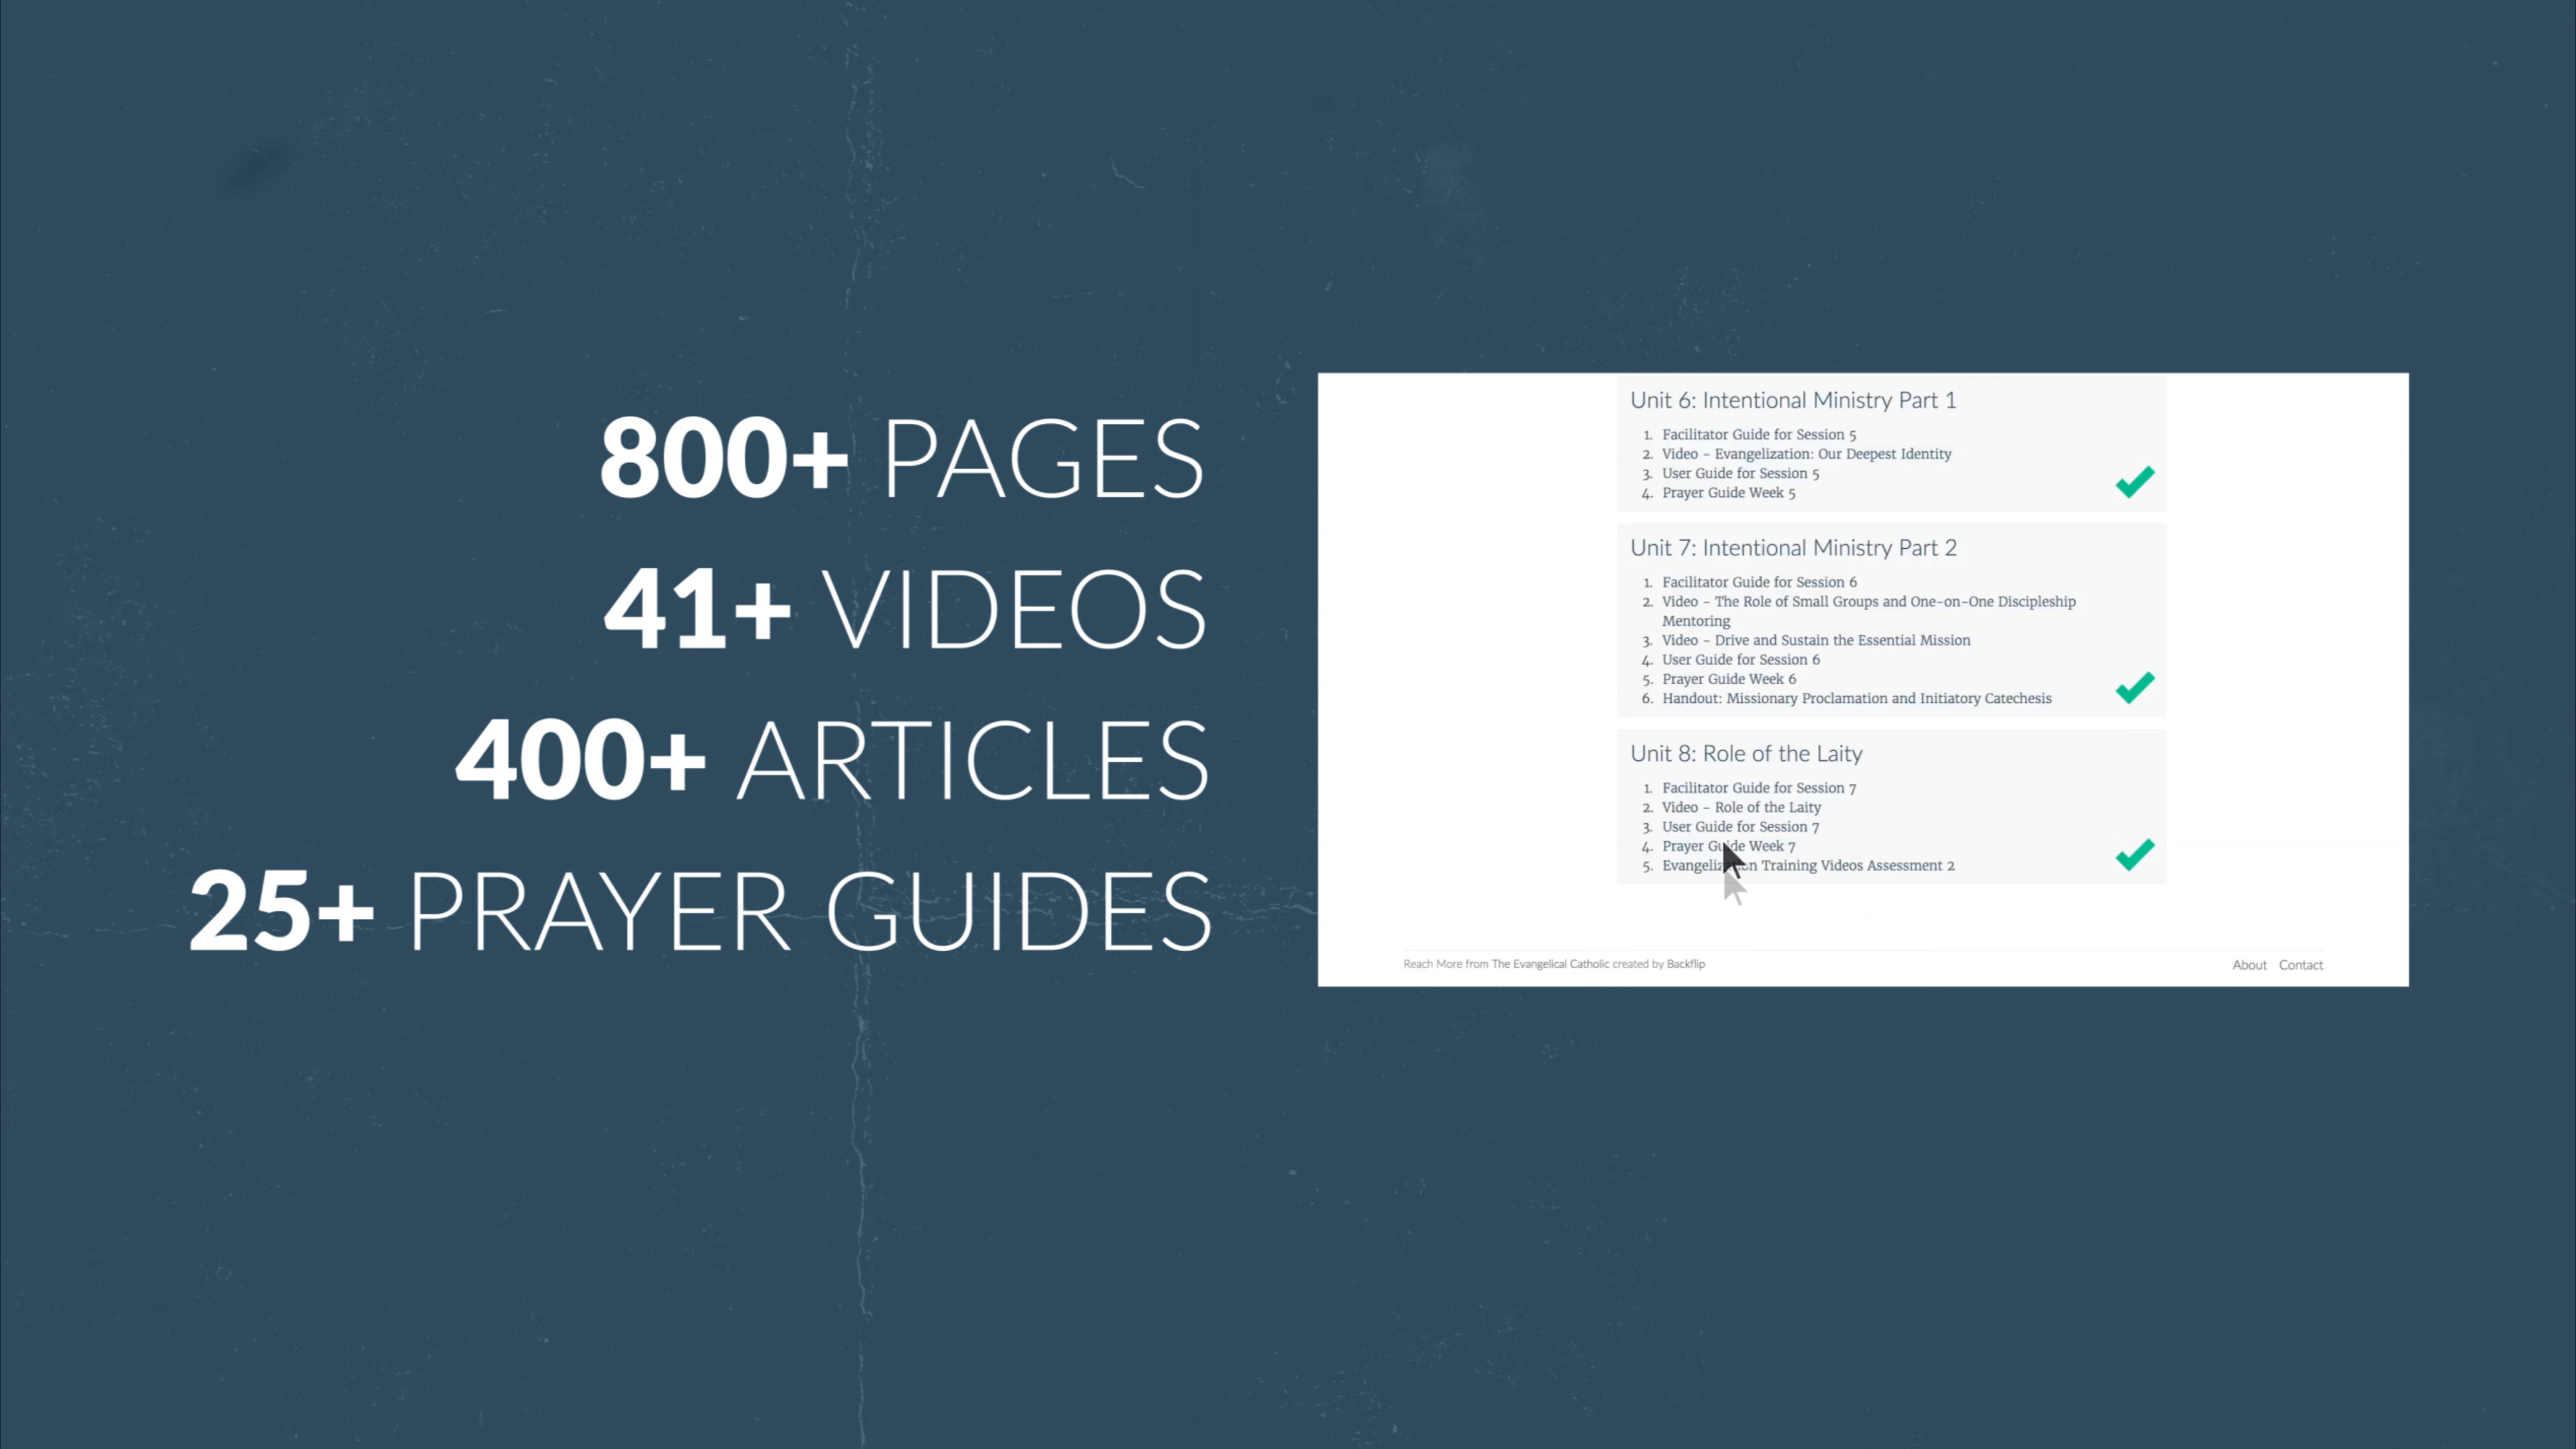 800+ PAGES
41+ VIDEOS
400+ ARTICLES
25+ PRAYER GUIDES
Unit 6: Intentional Ministry Part 1
1. Facilitator Guide for Session 5
2. Video – Evangelization: Our Deepest Identity
3. User Guide for Session 5
4. Prayer Guide Week 5
Unit 7: Intentional Ministry Part 2
1. Facilitator Guide for Session 6
2. Video – The Role of Small Groups and One-on-One Discipleship
Mentoring
3. Video – Drive and Sustain the Essential Mission
4. User Guide for Session 6
5. Prayer Guide Week 6
6. Handout: Missionary Proclamation and Initiatory Catechesis
Unit 8: Role of the Laity
1. Facilitator Guide for Session 7
2. Video – Role of the Laity
3. User Guide for Session 7
4. Prayer Guide Week 7
5. Evangelization Training Videos Assessment 2
Reach More from The Evangelical Catholic created by Backflip
About Contact